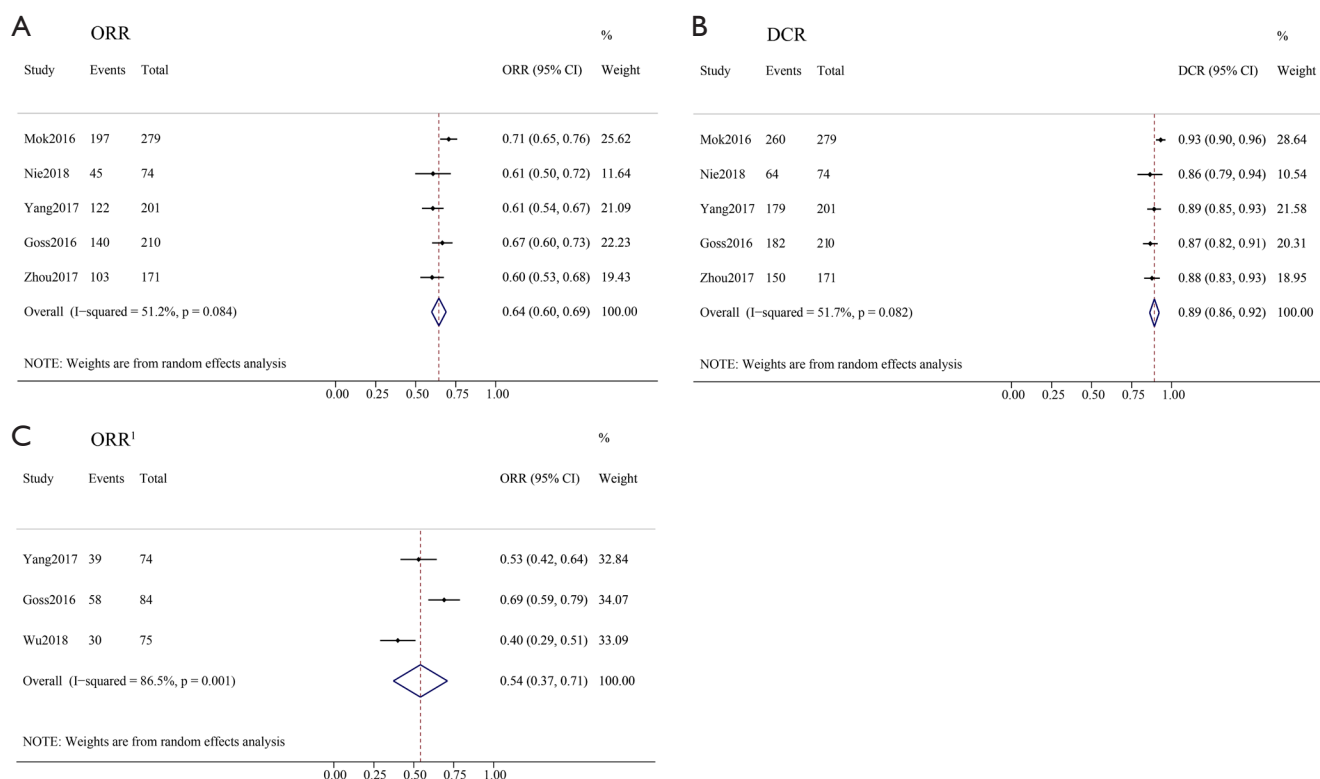 A ORR %
Study Events Total ORR (95% CI) Weight
Mok2016 197 279 0.71 (0.65, 0.76) 25.62
Nie2018 45 74 0.61 (0.50, 0.72) 11.64
Yang2017 122 201 0.61 (0.54, 0.67) 21.09
Goss2016 140 210 0.67 (0.60, 0.73) 22.23
Zhou2017 103 171 0.60 (0.53, 0.68) 19.43
Overall (I−squared = 51.2%, p = 0.084) 0.64 (0.60, 0.69) 100.00
NOTE: Weights are from random effects analysis
0.00 0.25 0.50 0.75 1.00
B DCR %
Study Events Total DCR (95% CI) Weight
Mok2016 260 279 0.93 (0.90, 0.96) 28.64
Nie2018 64 74 0.86 (0.79, 0.94) 10.54
Yang2017 179 201 0.89 (0.85, 0.93) 21.58
Goss2016 182 210 0.87 (0.82, 0.91) 20.31
Zhou2017 150 171 0.88 (0.83, 0.93) 18.95
Overall (I−squared = 51.7%, p = 0.082) 0.89 (0.86, 0.92) 100.00
NOTE: Weights are from random effects analysis
0.00 0.25 0.50 0.75 1.00
C ORR¹ %
Study Events Total ORR (95% CI) Weight
Yang2017 39 74 0.53 (0.42, 0.64) 32.84
Goss2016 58 84 0.69 (0.59, 0.79) 34.07
Wu2018 30 75 0.40 (0.29, 0.51) 33.09
Overall (I−squared = 86.5%, p = 0.001) 0.54 (0.37, 0.71) 100.00
NOTE: Weights are from random effects analysis
0.00 0.25 0.50 0.75 1.00